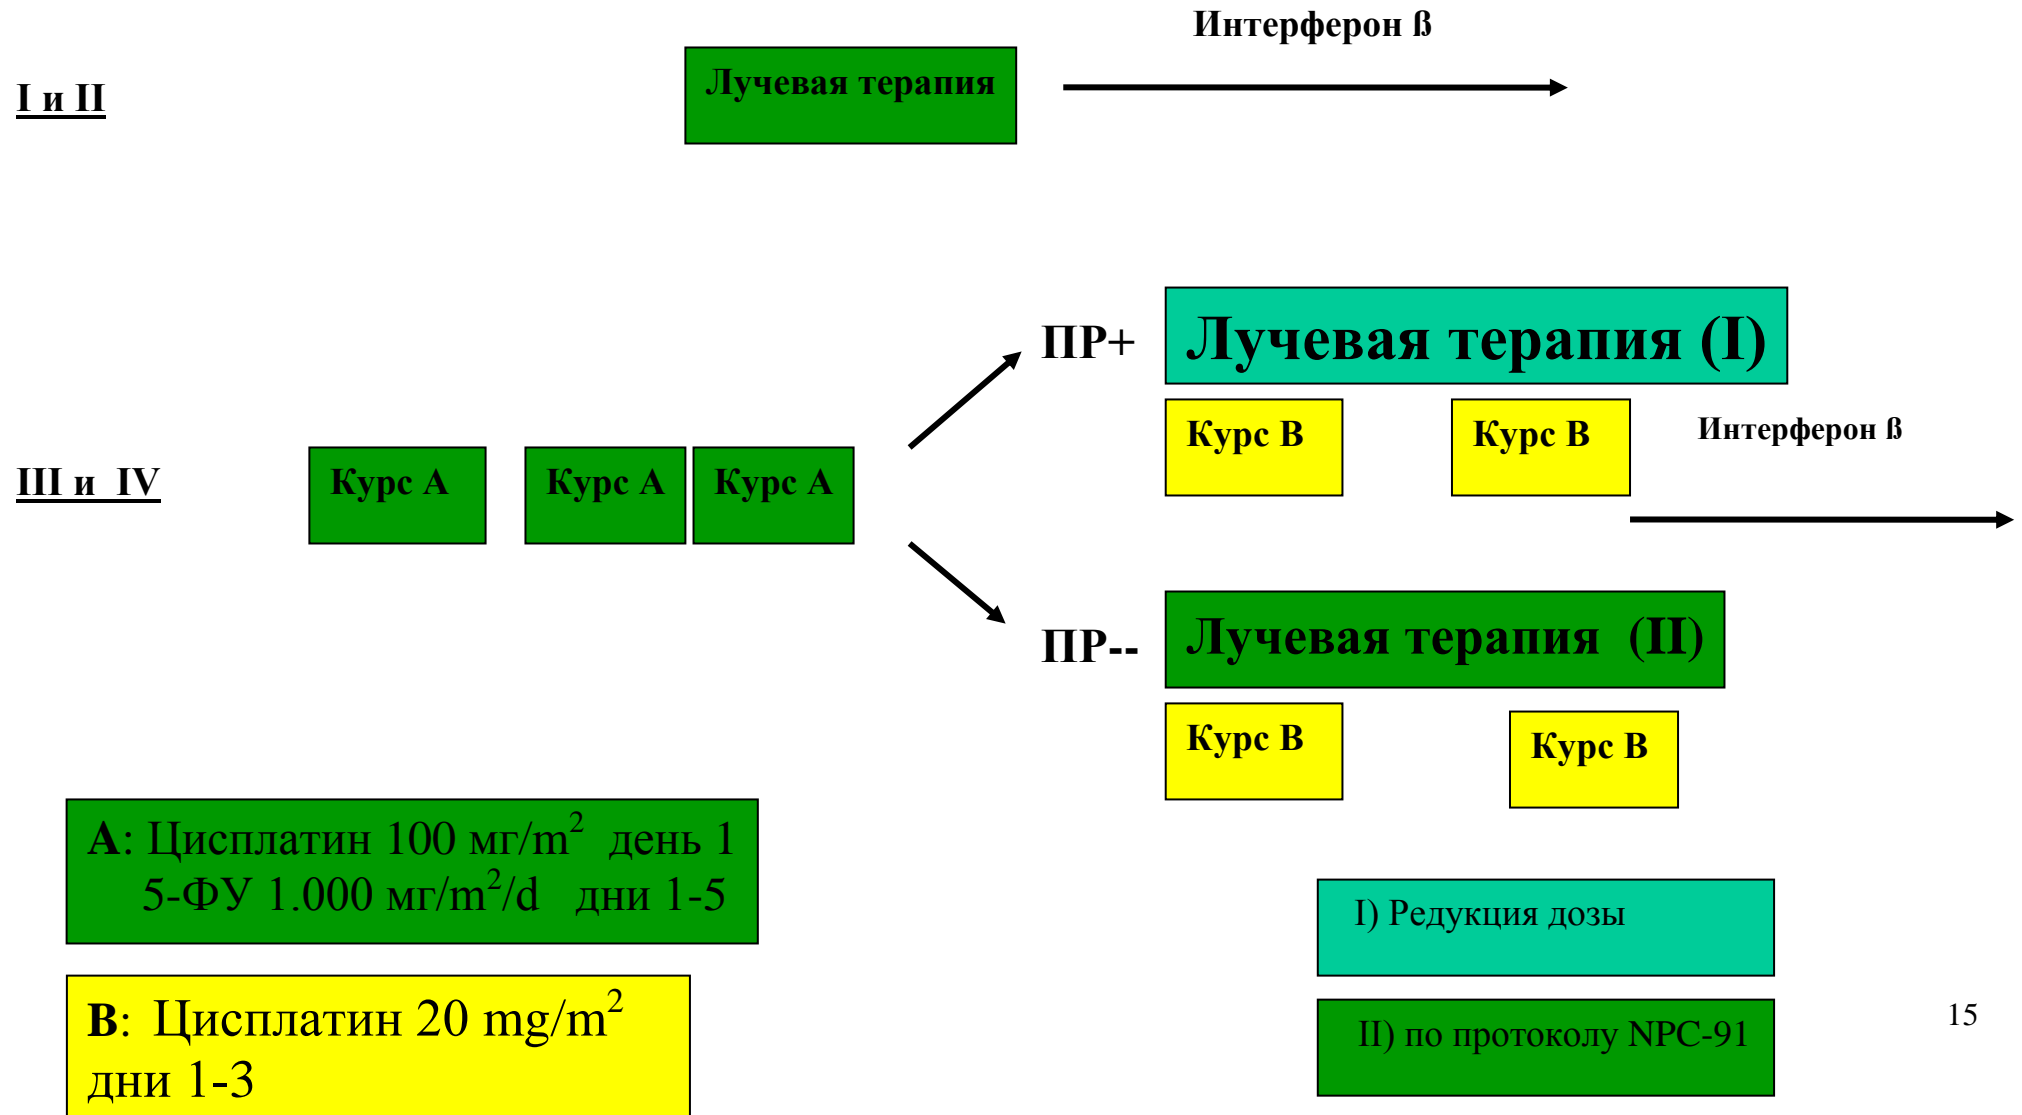 Интерферон ß
Лучевая терапия
I и II
ПР+
Лучевая терапия (I)
Курс В
Курс В
Интерферон ß
III и IV
Курс А
Курс А
Курс А
ПР--
Лучевая терапия (II)
Курс В
Курс В
А: Цисплатин 100 мг/m² день 1
5-ФУ 1.000 мг/m²/d дни 1-5
I) Редукция дозы
В: Цисплатин 20 mg/m²
дни 1-3
II) по протоколу NPC-91
15